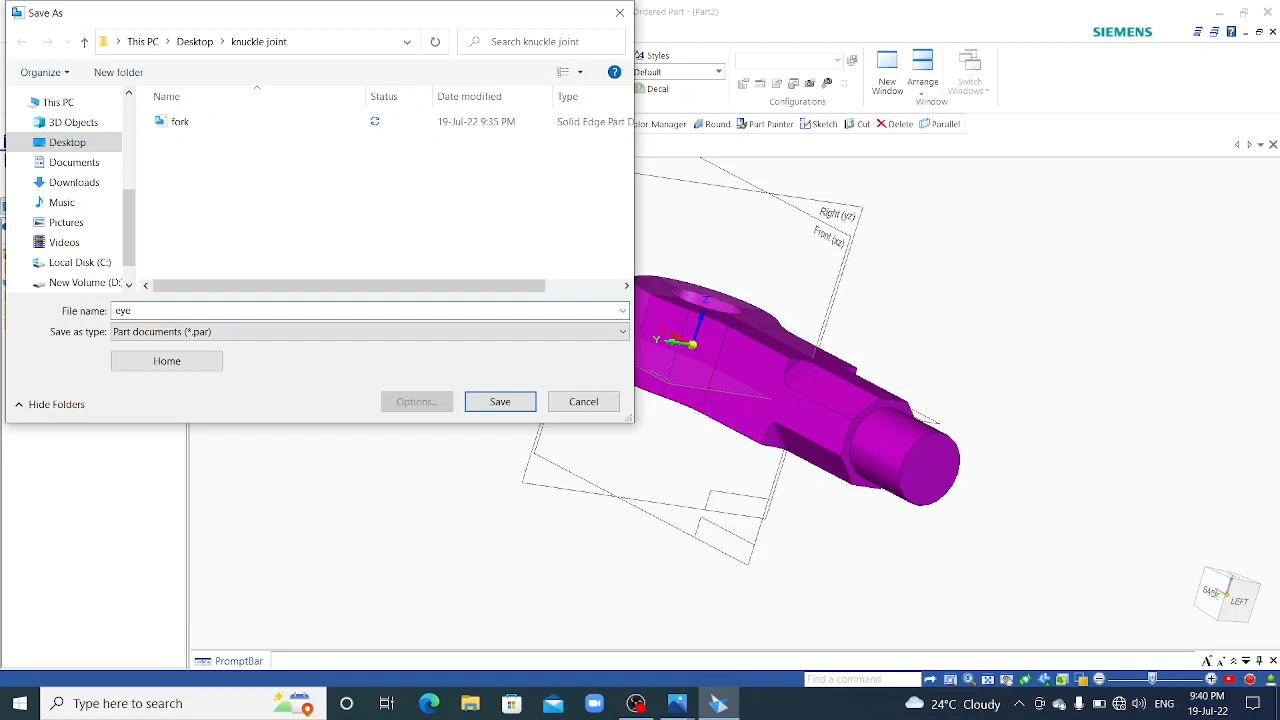 Save As
Ordered Part - [Part2]
This PC > Desktop > knuckle joint
Search knuckle joint
SIEMENS
Organize
New folder
Styles
Default
Decal
New Window
Arrange
Switch Windows
Configurations
Window
Name
Status
Date modified
Type
This PC
3D Objects
Desktop
Documents
Downloads
Music
Pictures
Videos
Local Disk (C:)
New Volume (D:
fork
19-Jul-22 9:35 PM
Solid Edge Part D
Color Manager
Round
Part Painter
Sketch
Cut
Delete
Parallel
Right (yz)
Front (xz)
Z
Y
File name:
eye
Save as type:
Part documents (*.par)
Home
Hide Folders
Options...
Save
Cancel
BACK
LEFT
PromptBar
Find a command
Type here to search
24°C Cloudy
ENG
9:40 PM
19-Jul-22